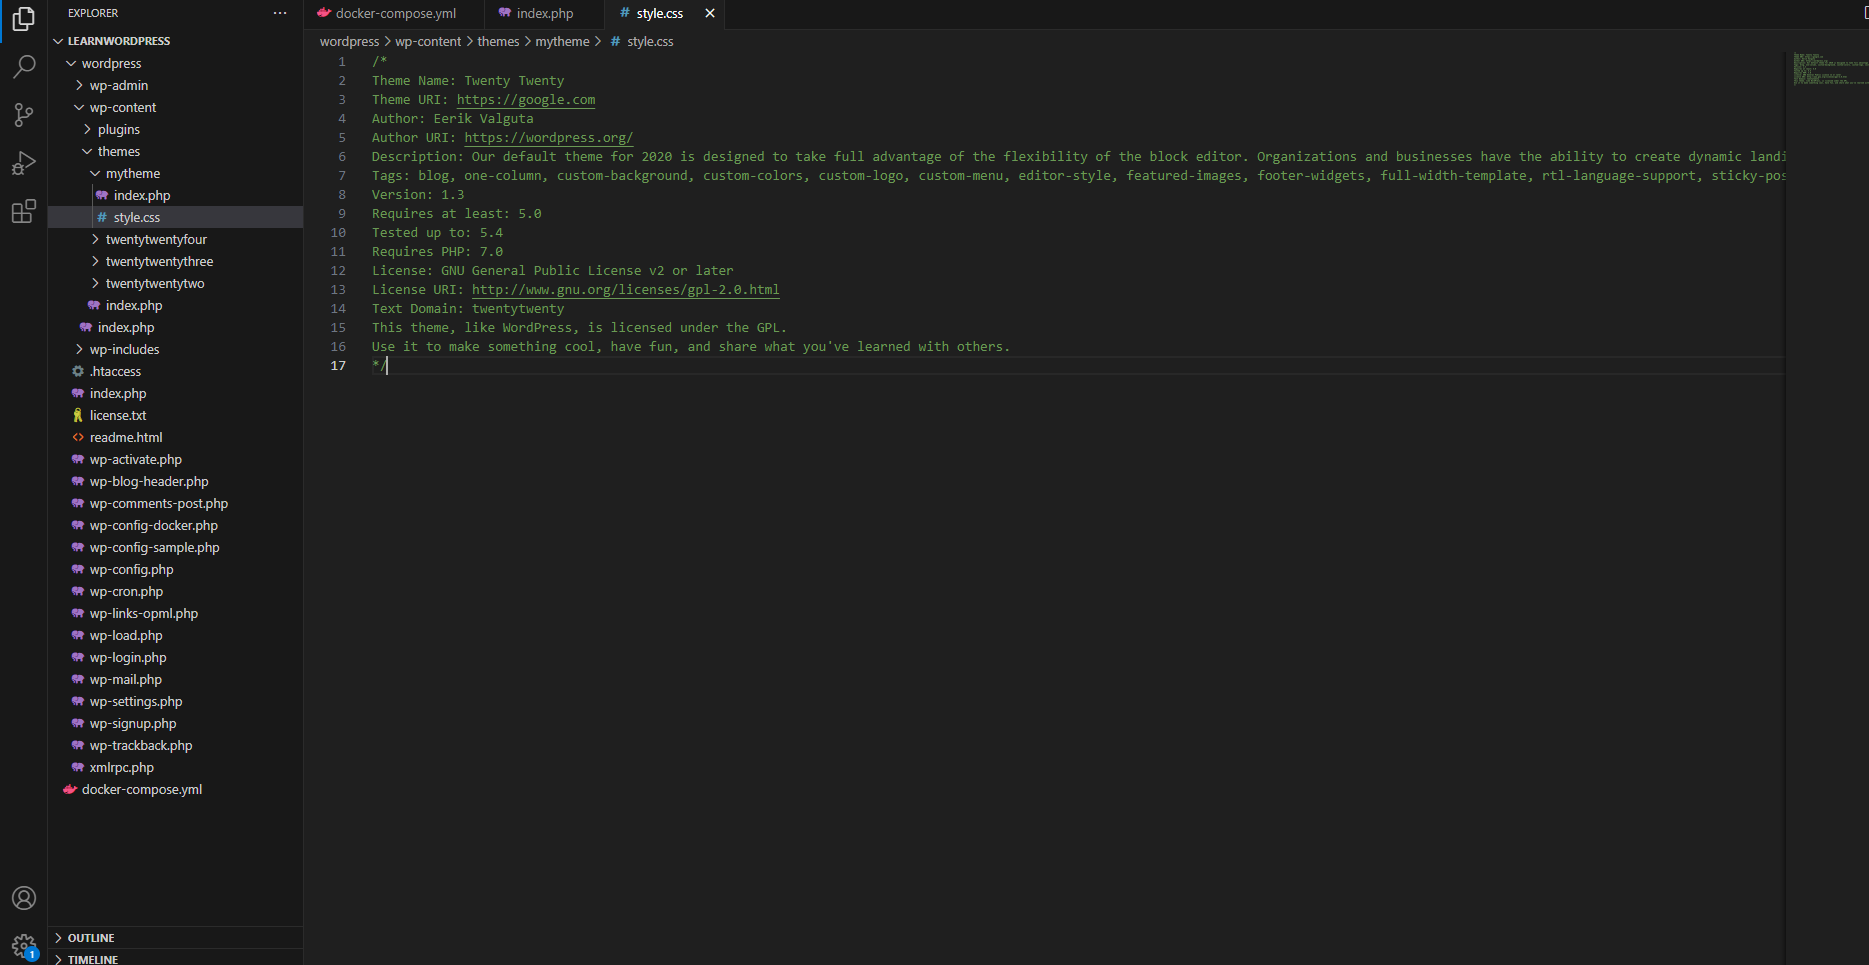 EXPLORER
LEARNWORDPRESS
wordpress
wp-admin
wp-content
plugins
themes
mytheme
index.php
style.css
twentytwentyfour
twentytwentythree
twentytwentytwo
index.php
index.php
wp-includes
.htaccess
index.php
license.txt
readme.html
wp-activate.php
wp-blog-header.php
wp-comments-post.php
wp-config-docker.php
wp-config-sample.php
wp-config.php
wp-cron.php
wp-links-opml.php
wp-load.php
wp-login.php
wp-mail.php
wp-settings.php
wp-signup.php
wp-trackback.php
xmlrpc.php
docker-compose.yml
OUTLINE
TIMELINE
1
docker-compose.yml index.php # style.css
wordpress > wp-content > themes > mytheme > # style.css
1 /*
2 Theme Name: Twenty Twenty
3 Theme URI: https://google.com
4 Author: Eerik Valguta
5 Author URI: https://wordpress.org/
6 Description: Our default theme for 2020 is designed to take full advantage of the flexibility of the block editor. Organizations and businesses have the ability to create dynamic landi
7 Tags: blog, one-column, custom-background, custom-colors, custom-logo, custom-menu, editor-style, featured-images, footer-widgets, full-width-template, rtl-language-support, sticky-pos
8 Version: 1.3
9 Requires at least: 5.0
10 Tested up to: 5.4
11 Requires PHP: 7.0
12 License: GNU General Public License v2 or later
13 License URI: http://www.gnu.org/licenses/gpl-2.0.html
14 Text Domain: twentytwenty
15 This theme, like WordPress, is licensed under the GPL.
16 Use it to make something cool, have fun, and share what you've learned with others.
17 */